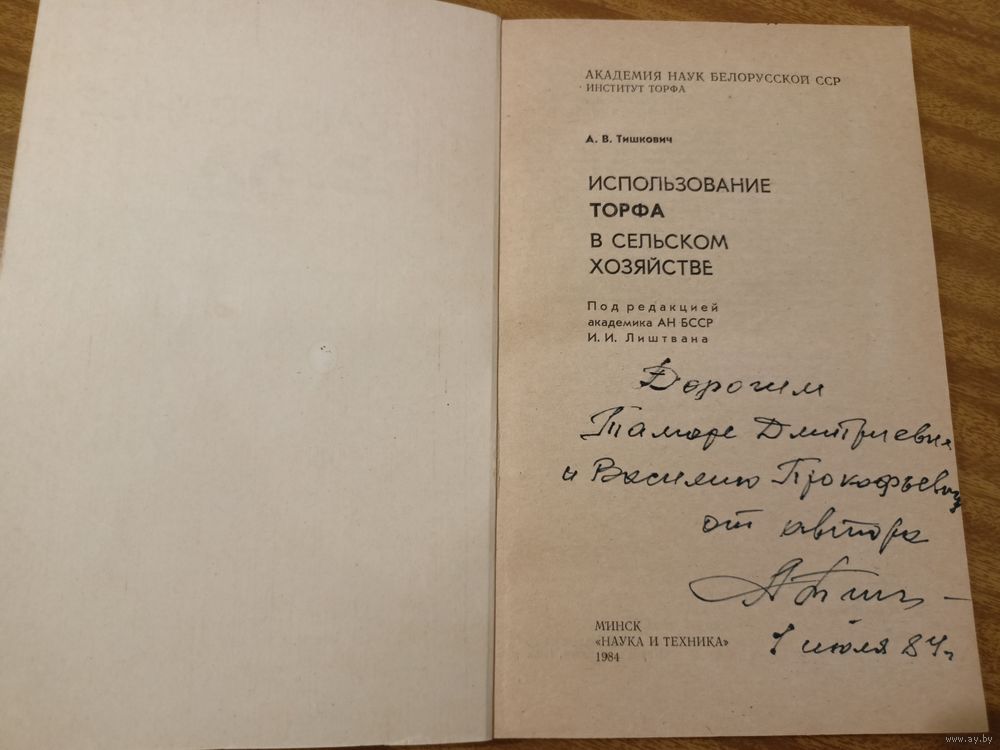 АКАДЕМИЯ НАУК БЕЛОРУССКОЙ ССР
ИНСТИТУТ ТОРФА
А. В. Тишкович
ИСПОЛЬЗОВАНИЕ
ТОРФА
В СЕЛЬСКОМ
ХОЗЯЙСТВЕ
Под редакцией
академика АН БССР
И. И. Лиштвана
Дорогим
Тамаре Дмитриевне
и Василию Прокофьевичу
от автора
МИНСК
«НАУКА И ТЕХНИКА»
1984
июля 84 г
www.ay.by